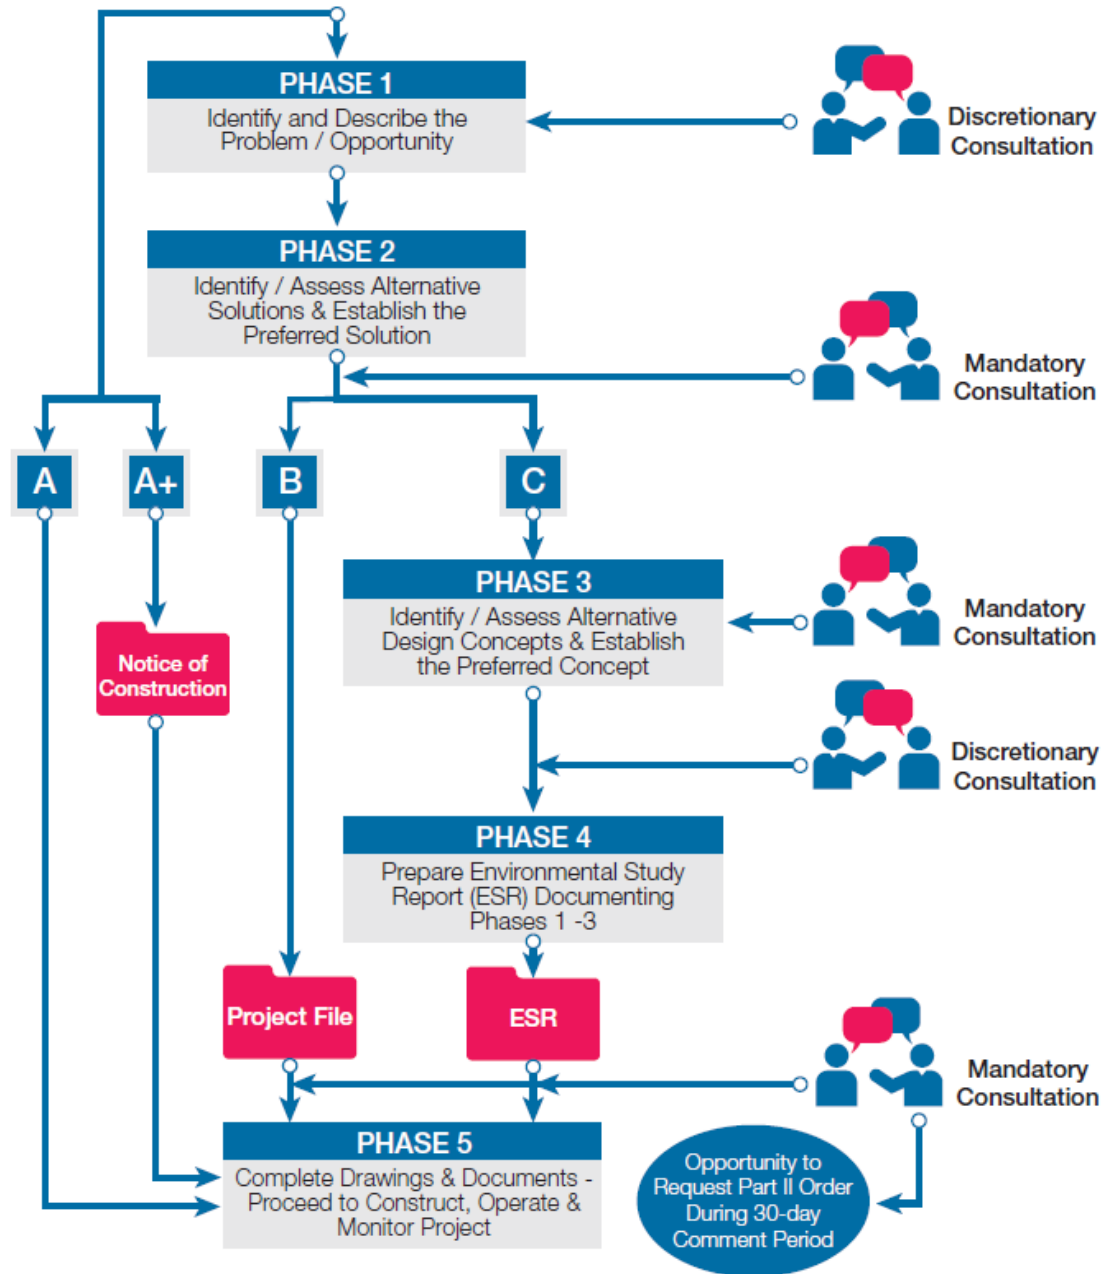 PHASE 1
Identify and Describe the
Problem / Opportunity
Discretionary
Consultation
PHASE 2
Identify / Assess Alternative
Solutions & Establish the
Preferred Solution
Mandatory
Consultation
A
A+
B
C
PHASE 3
Identify / Assess Alternative
Design Concepts & Establish
the Preferred Concept
Mandatory
Consultation
Notice of
Construction
Discretionary
Consultation
PHASE 4
Prepare Environmental Study
Report (ESR) Documenting
Phases 1 -3
Project File
ESR
Mandatory
Consultation
PHASE 5
Complete Drawings & Documents -
Proceed to Construct, Operate &
Monitor Project
Opportunity to
Request Part II Order
During 30-day
Comment Period